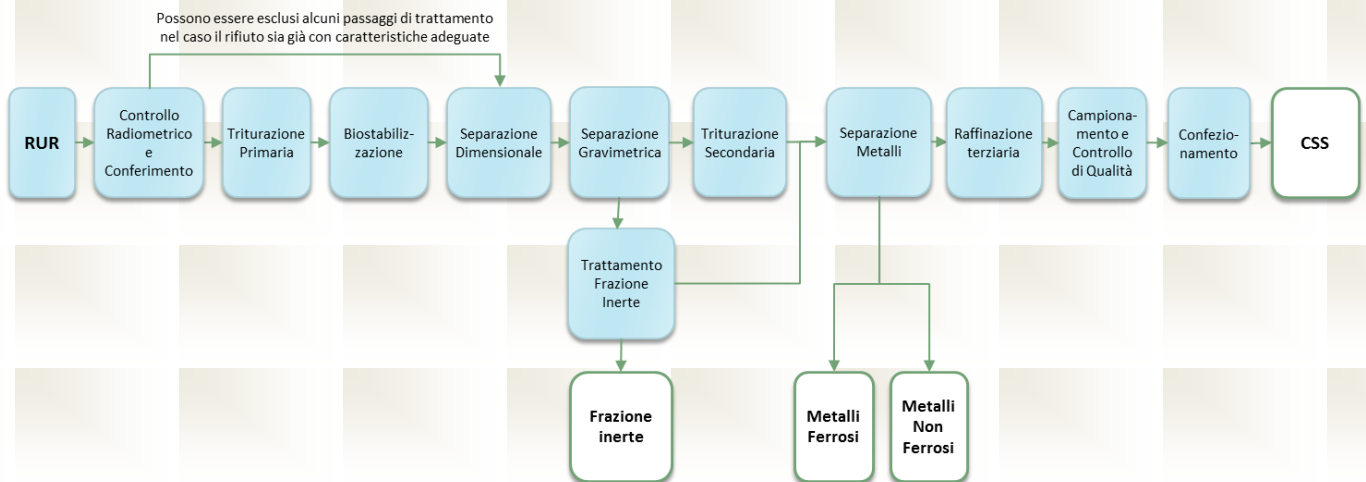 Possono essere esclusi alcuni passaggi di trattamento
nel caso il rifiuto sia già con caratteristiche adeguate
RUR
Controllo
Radiometrico
e
Conferimento
Triturazione
Primaria
Biostabiliz-
zazione
Separazione
Dimensionale
Separazione
Gravimetrica
Triturazione
Secondaria
Separazione
Metalli
Raffinazione
terziaria
Campiona-
mento e
Controllo
di Qualità
Confezio-
namento
CSS
Trattamento
Frazione
Inerte
Frazione
inerte
Metalli
Ferrosi
Metalli
Non
Ferrosi